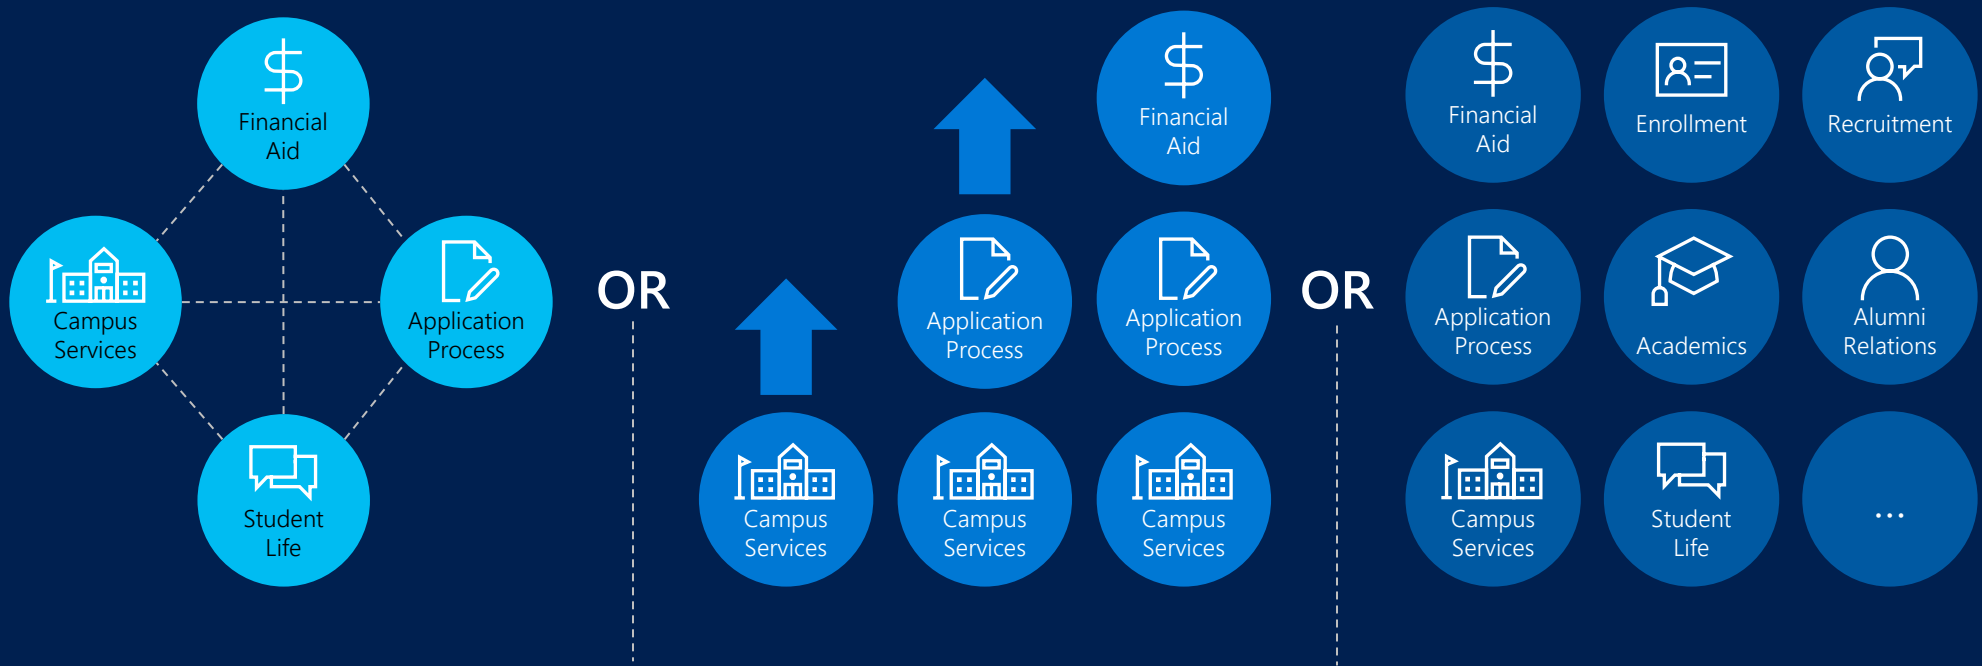 Financial
Aid
Campus
Services
Application
Process
Student
Life
OR
Financial
Aid
Application
Process
Application
Process
Campus
Services
Campus
Services
Campus
Services
OR
Financial
Aid
Enrollment
Recruitment
Application
Process
Academics
Alumni
Relations
Campus
Services
Student
Life
...